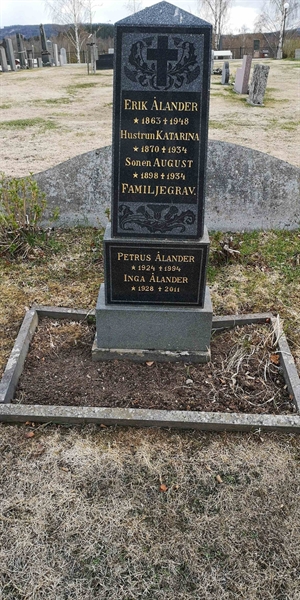 ERIK ÅLANDER
* 1863 † 1948
Hustrun KATARINA
* 1870 † 1934
Sonen AUGUST
* 1898 † 1934
FAMILJEGRAV.
PETRUS ÅLANDER
* 1924 † 1994
INGA ÅLANDER
* 1928 † 2011